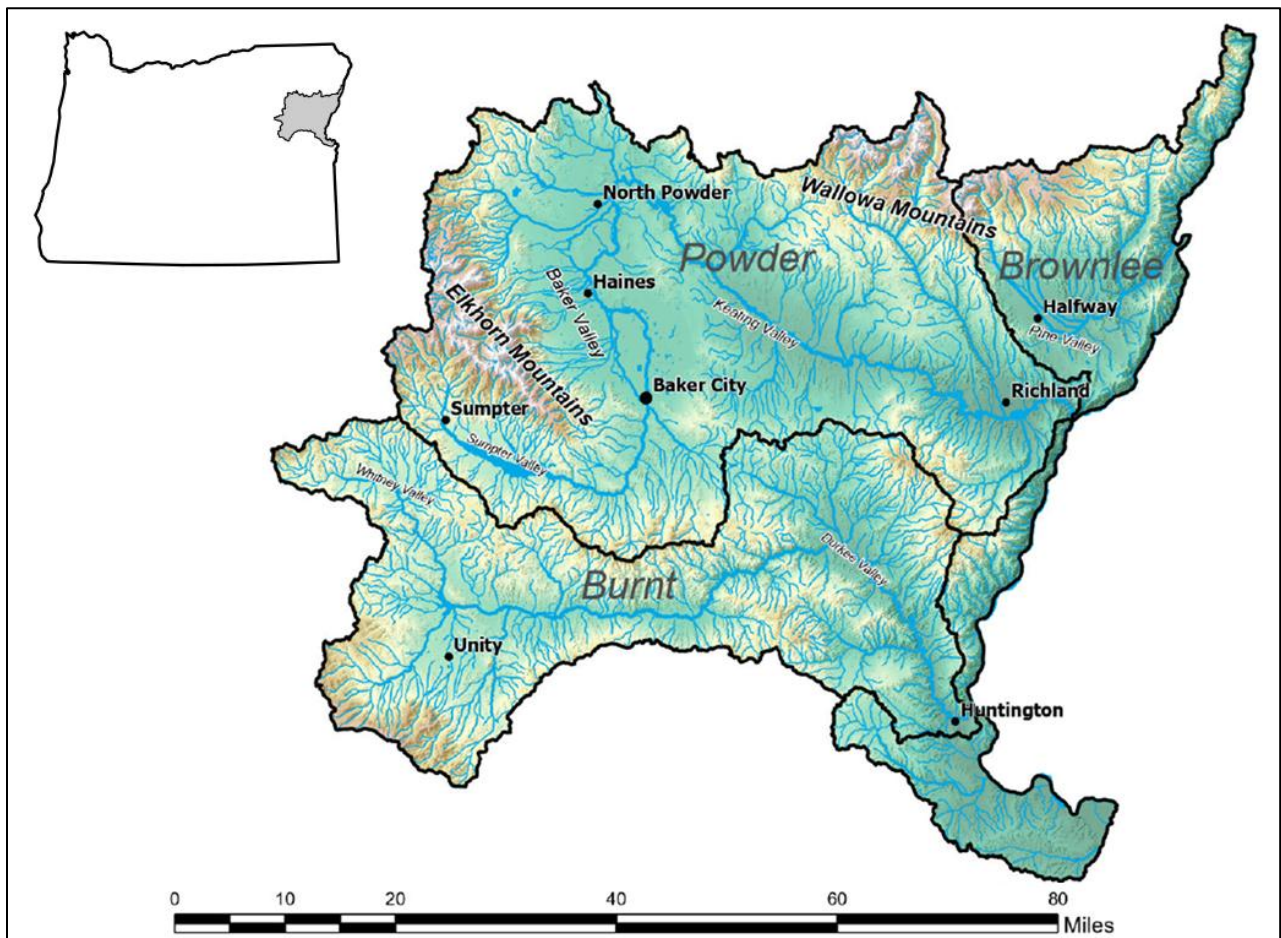 North Powder
Wallowa Mountains
Powder
Brownlee
Haines
Baker Valley
Elkhorn Mountains
Keating Valley
Halfway
Pine Valley
Baker City
Richland
Sumpter
Sumpter Valley
Whitney Valley
Durkee Valley
Burnt
Unity
Huntington
0 10 20 40 60 80
Miles